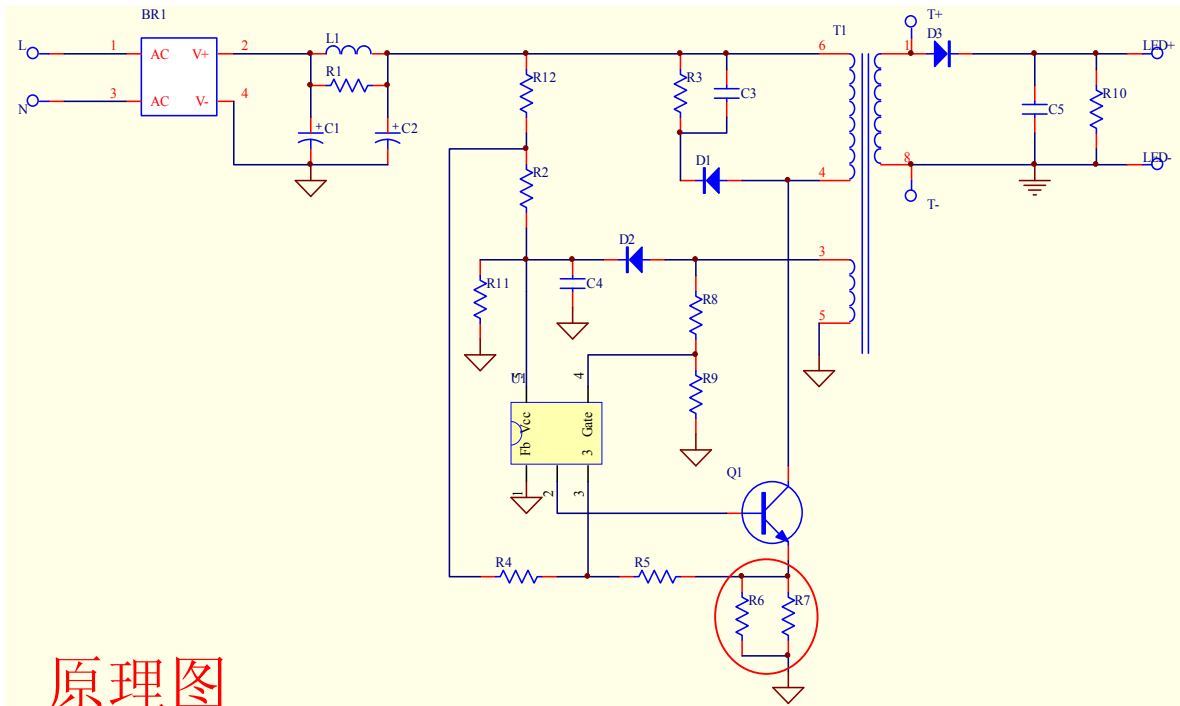 BR1
L
1
AC
V+
2
N
3
AC
V-
4
L1
R1
+
C1
+
C2
R12
R2
R3
C3
D1
T1
6
4
3
5
1
8
T+
D3
T-
C5
R10
LED+
LED-
D2
R11
C4
R8
R9
U1
5
4
Vcc
Gate
Fb
3
1
2
3
Q1
R4
R5
R6
R7
原理图